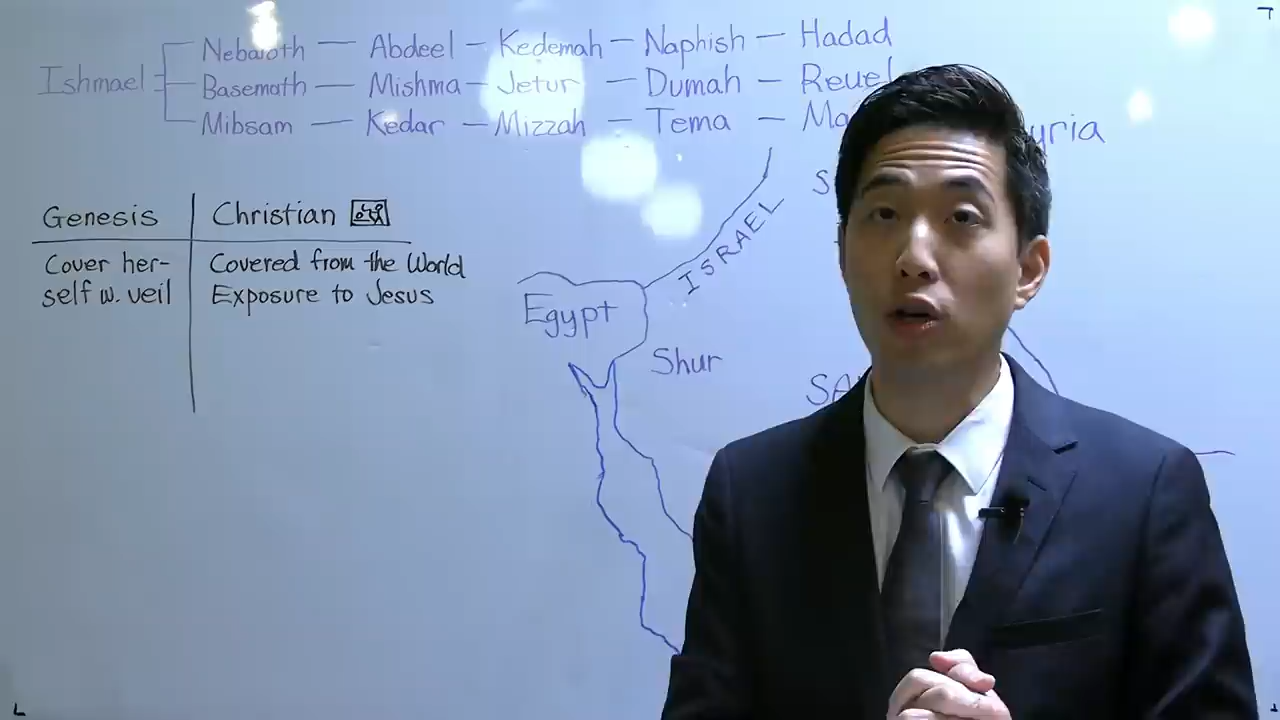 Nebaioth — Abdeel — Kedemah — Naphish — Hadad
Ishmael
Basemath — Mishma — Jetur — Dumah — Reuel
Mibsam — Kedar — Mizzah — Tema —
Genesis Christian
Cover her- Covered from the World
self w. veil Exposure to Jesus
ISRAEL
Egypt
Shur